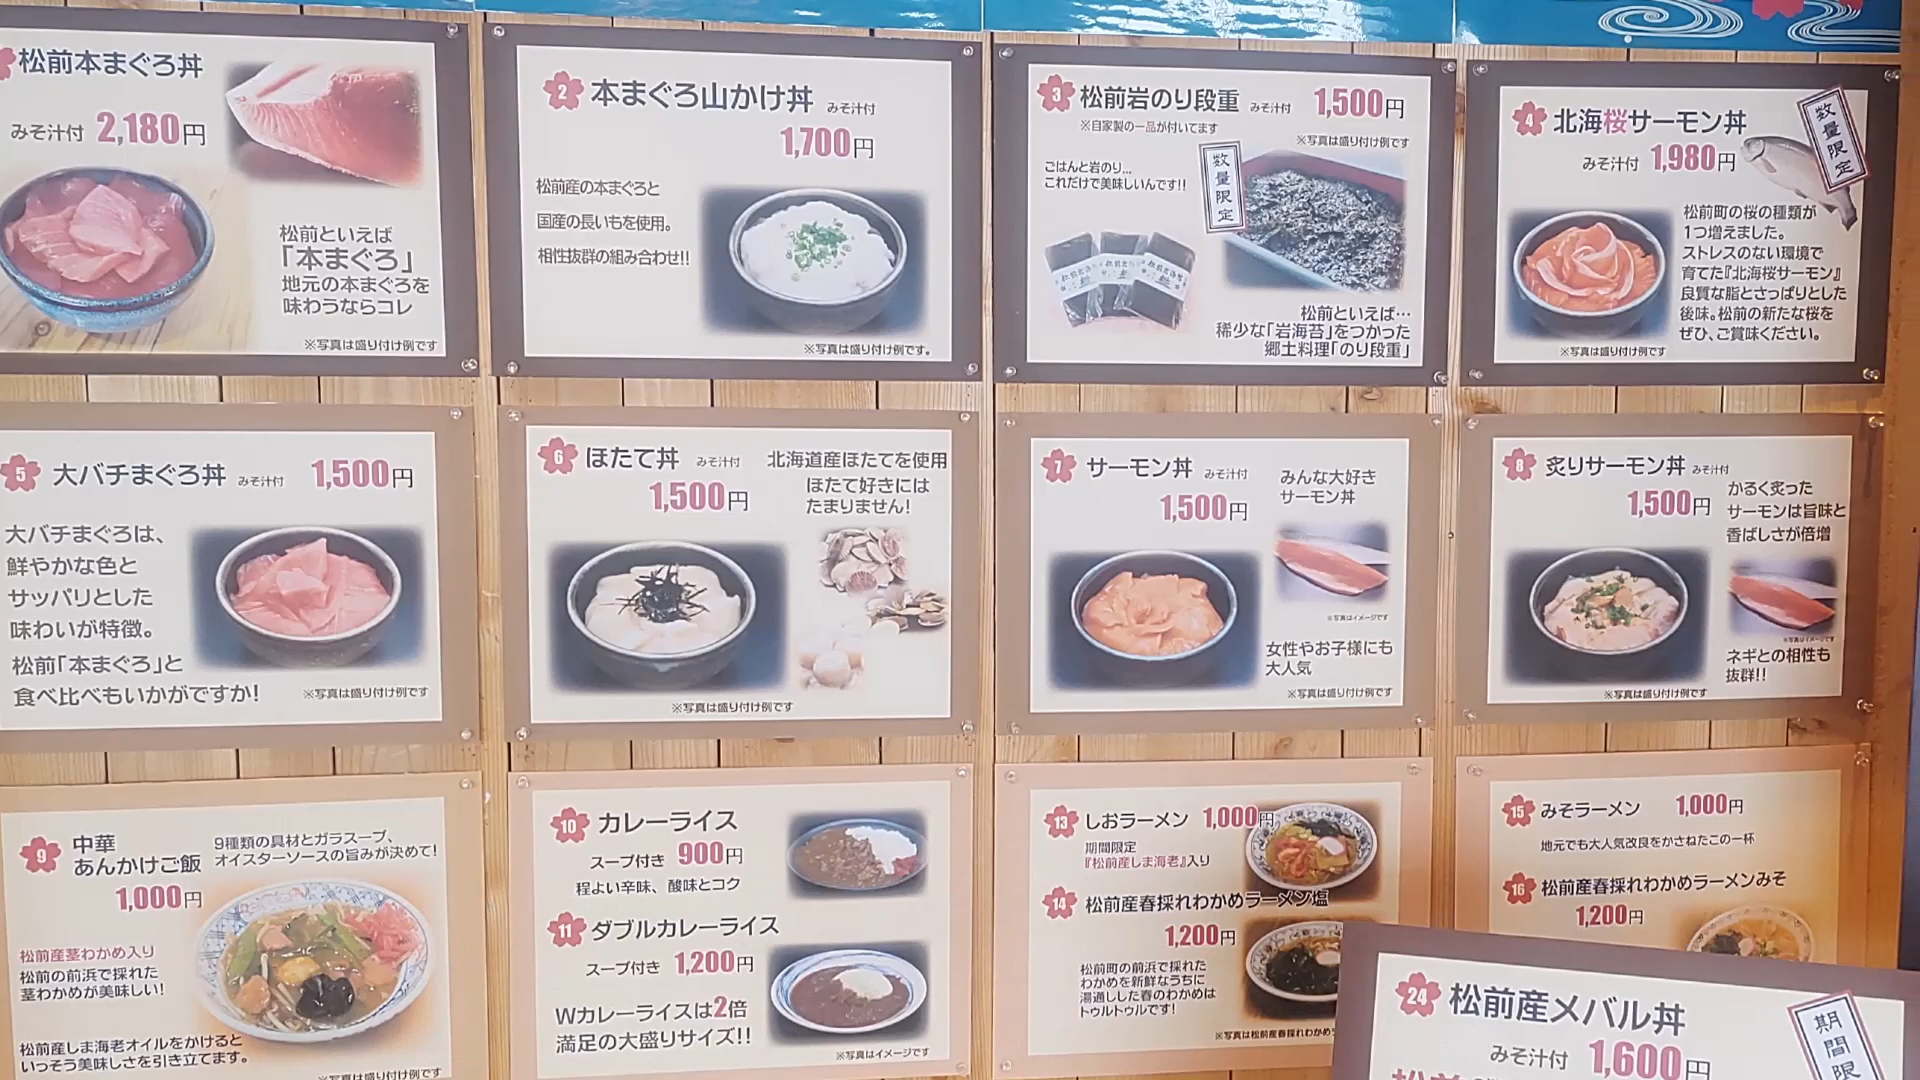 松前本まぐろ丼
みそ汁付 2,180円
松前といえば
「本まぐろ」
地元の本まぐろを
味わうならコレ
※写真は盛り付け例です
2 本まぐろ山かけ丼 みそ汁付
1,700円
松前産の本まぐろと
国産の長いもを使用。
相性抜群の組み合わせ!!
※写真は盛り付け例です。
3 松前岩のり段重 みそ汁付 1,500円
※自家製の一品が付いてます
※写真は盛り付け例です
ごはんと岩のり…
これだけで美味しいんです!!
数量限定
松前といえば…
稀少な「岩海苔」をつかった
郷土料理「のり段重」
4 北海桜サーモン丼
みそ汁付 1,980円
数量限定
松前町の桜の種類が
1つ増えました。
ストレスのない環境で
育てた『北海桜サーモン』
良質な脂とさっぱりとした
後味。松前の新たな桜を
ぜひ、ご賞味ください。
※写真は盛り付け例です
5 大バチまぐろ丼 みそ汁付 1,500円
大バチまぐろは、
鮮やかな色と
サッパリとした
味わいが特徴。
松前「本まぐろ」と
食べ比べもいかがですか!
※写真は盛り付け例です
6 ほたて丼 みそ汁付
1,500円
北海道産ほたてを使用
ほたて好きには
たまりません!
※写真は盛り付け例です
7 サーモン丼 みそ汁付
1,500円
みんな大好き
サーモン丼
※写真はイメージです
女性やお子様にも
大人気
※写真は盛り付け例です
8 炙りサーモン丼 みそ汁付
1,500円
かるく炙った
サーモンは旨味と
香ばしさが倍増
※写真はイメージです
ネギとの相性も
抜群!!
※写真は盛り付け例です
9 中華
あんかけご飯
1,000円
9種類の具材とガラスープ、
オイスターソースの旨みが決めて!
松前産茎わかめ入り
松前の前浜で採れた
茎わかめが美味しい!
松前産しま海老オイルをかけると
いっそう美味しさを引き立てます。
※写真は盛り付け例です
10 カレーライス
スープ付き 900円
程よい辛味、酸味とコク
11 ダブルカレーライス
スープ付き 1,200円
Wカレーライスは2倍
満足の大盛りサイズ!!
※写真はイメージです
13 しおラーメン 1,000円
期間限定
『松前産しま海老』入り
14 松前産春採れわかめラーメン塩
1,200円
松前町の前浜で採れた
わかめを新鮮なうちに
湯通しした春のわかめは
トゥルトゥルです!
※写真は松前産春採れわかめラ
15 みそラーメン 1,000円
地元でも大人気改良をかさねたこの一杯
16 松前産春採れわかめラーメンみそ
1,200円
24 松前産メバル丼
みそ汁付 1,600円
期間限